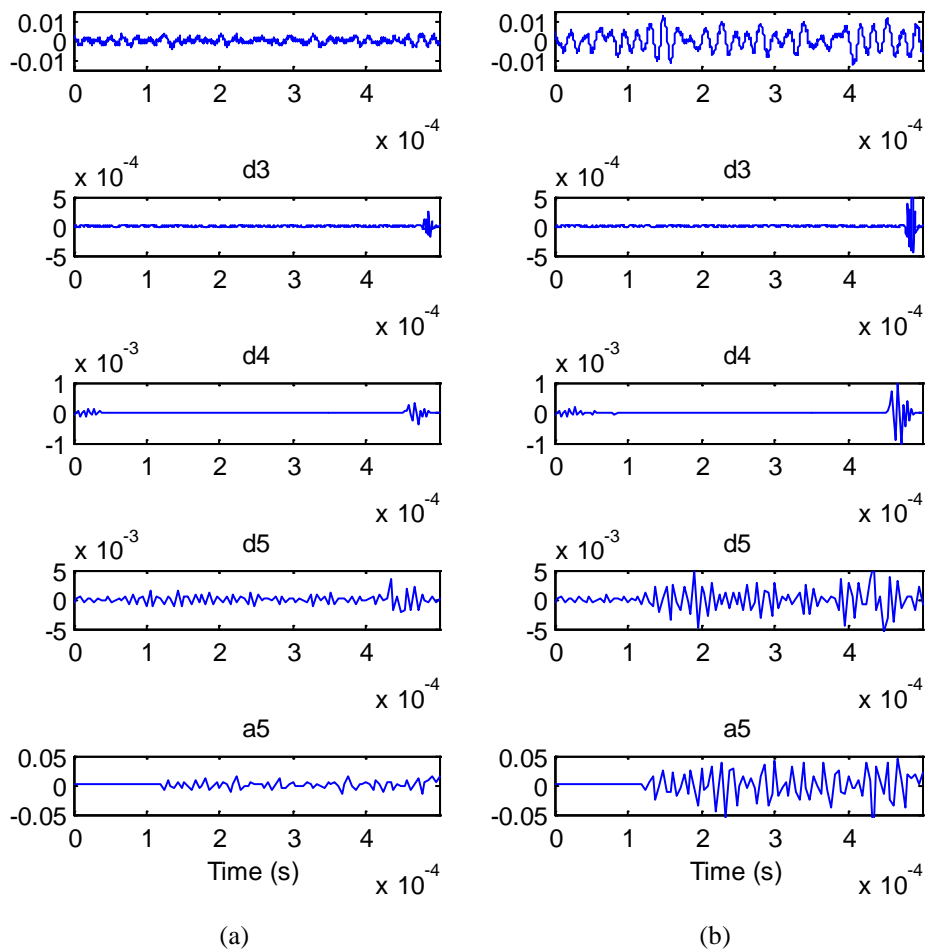 0.01 0.01
0 0
-0.01 -0.01
0 1 2 3 4 0 1 2 3 4
x 10-4 x 10-4
x 10-4 d3 x 10-4 d3
5 5
0 0
-5 -5
0 1 2 3 4 0 1 2 3 4
x 10-4 x 10-4
x 10-3 d4 x 10-3 d4
1 1
0 0
-1 -1
0 1 2 3 4 0 1 2 3 4
x 10-4 x 10-4
x 10-3 d5 x 10-3 d5
5 5
0 0
-5 -5
0 1 2 3 4 0 1 2 3 4
x 10-4 x 10-4
a5 a5
0.05 0.05
0 0
-0.05 -0.05
0 1 2 3 4 0 1 2 3 4
Time (s) Time (s)
x 10-4 x 10-4
(a) (b)